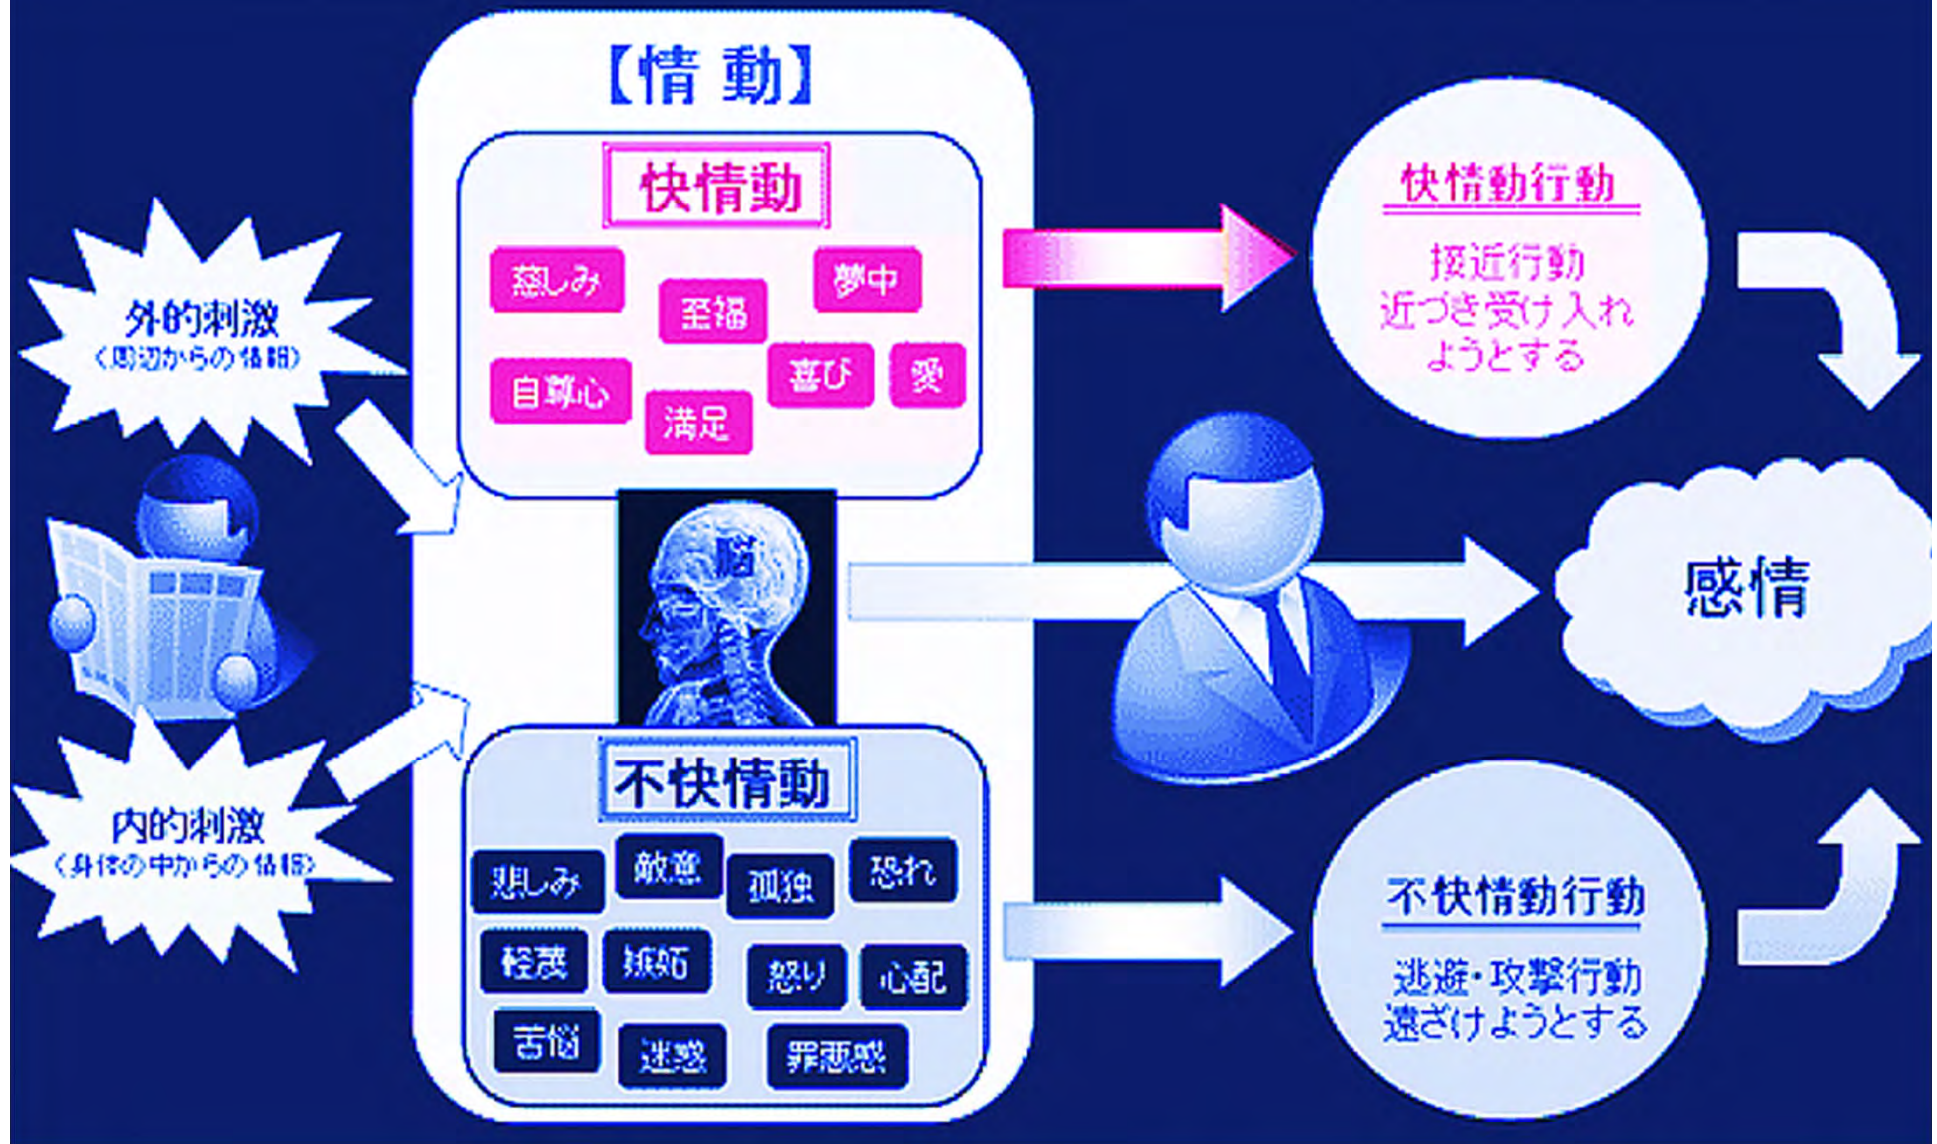 【情 動】
快情動
慈しみ
至福
夢中
自尊心
満足
喜び
愛
外的刺激
(周辺からの情報)
脳
内的刺激
(身体の中からの情報)
不快情動
悲しみ
敵意
孤独
恐れ
軽蔑
嫉妬
怒り
心配
苦悩
迷惑
罪悪感
快情動行動
接近行動
近づき受け入れ
ようとする
感情
不快情動行動
逃避・攻撃行動
遠ざけようとする